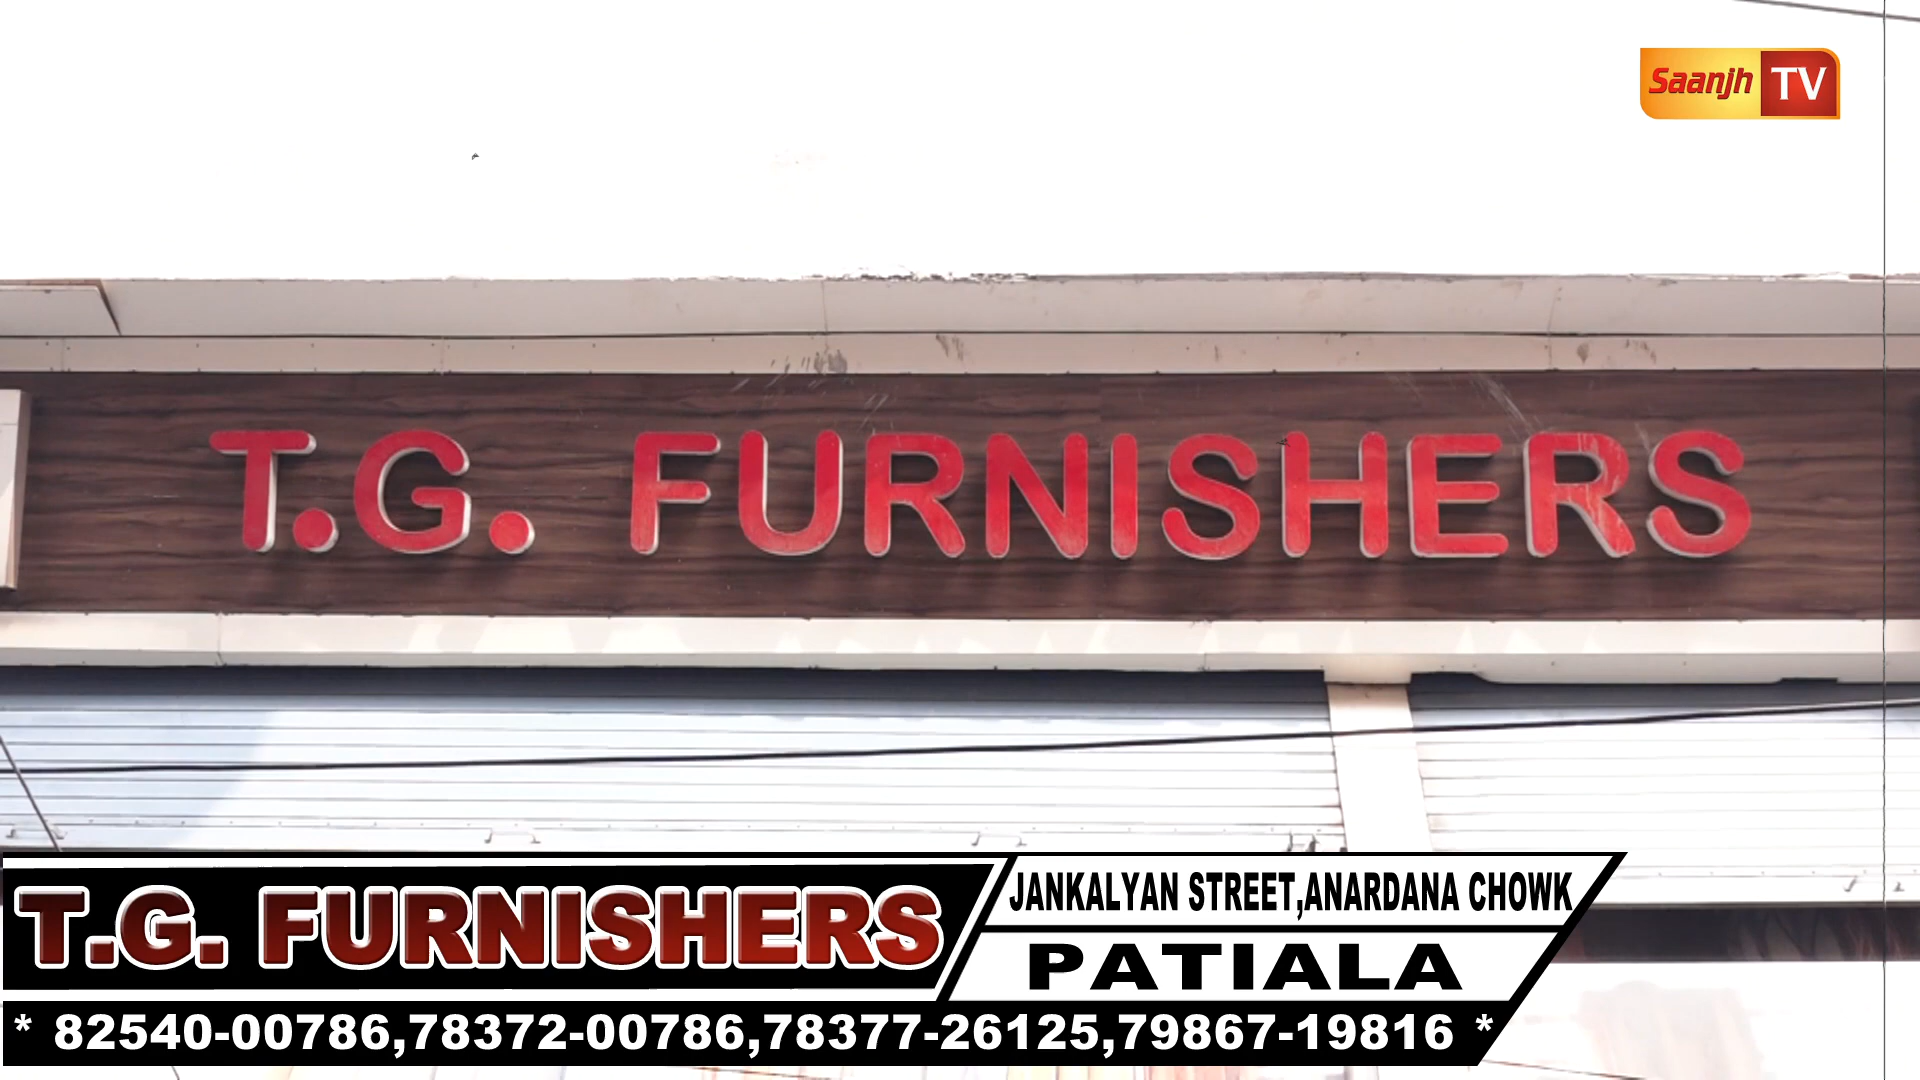 Saanjh TV
T.G. FURNISHERS
T.G. FURNISHERS
JANKALYAN STREET,ANARDANA CHOWK
PATIALA
* 82540-00786,78372-00786,78377-26125,79867-19816 *